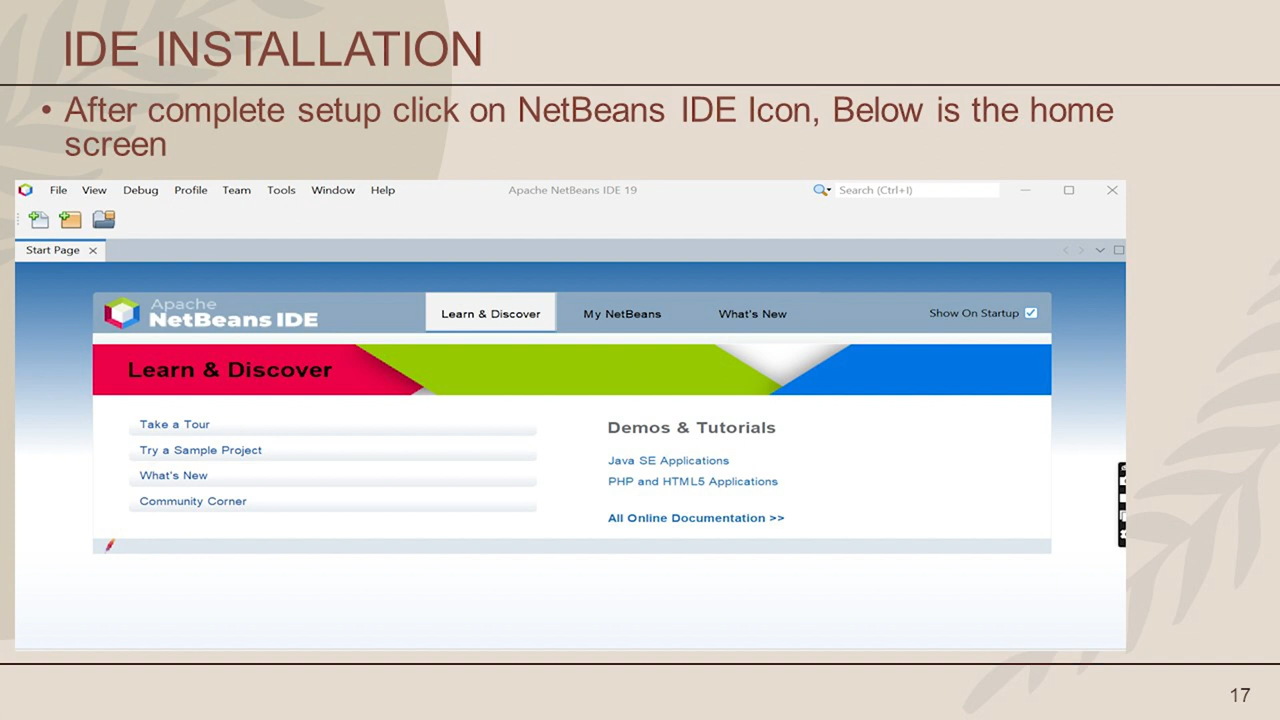 IDE INSTALLATION
• After complete setup click on NetBeans IDE Icon, Below is the home
screen
File View Debug Profile Team Tools Window Help Apache NetBeans IDE 19 Search (Ctrl+I)
Start Page
Apache
NetBeans IDE
Learn & Discover My NetBeans What's New Show On Startup
Learn & Discover
Take a Tour
Try a Sample Project
What's New
Community Corner
Demos & Tutorials
Java SE Applications
PHP and HTML5 Applications
All Online Documentation >>
17